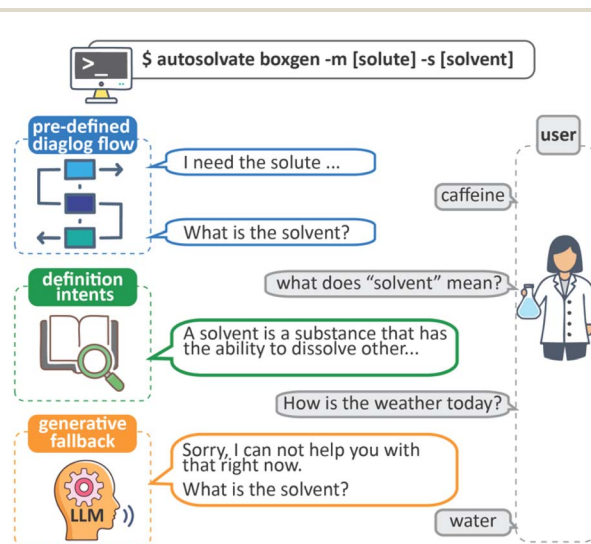 >_
$ autosolvate boxgen -m [solute] -s [solvent]
pre-defined
diaglog flow
I need the solute ...
user
caffeine
What is the solvent?
definition
intents
what does “solvent” mean?
A solvent is a substance that has
the ability to dissolve other...
How is the weather today?
generative
fallback
Sorry, I can not help you with
that right now.
What is the solvent?
LLM
water